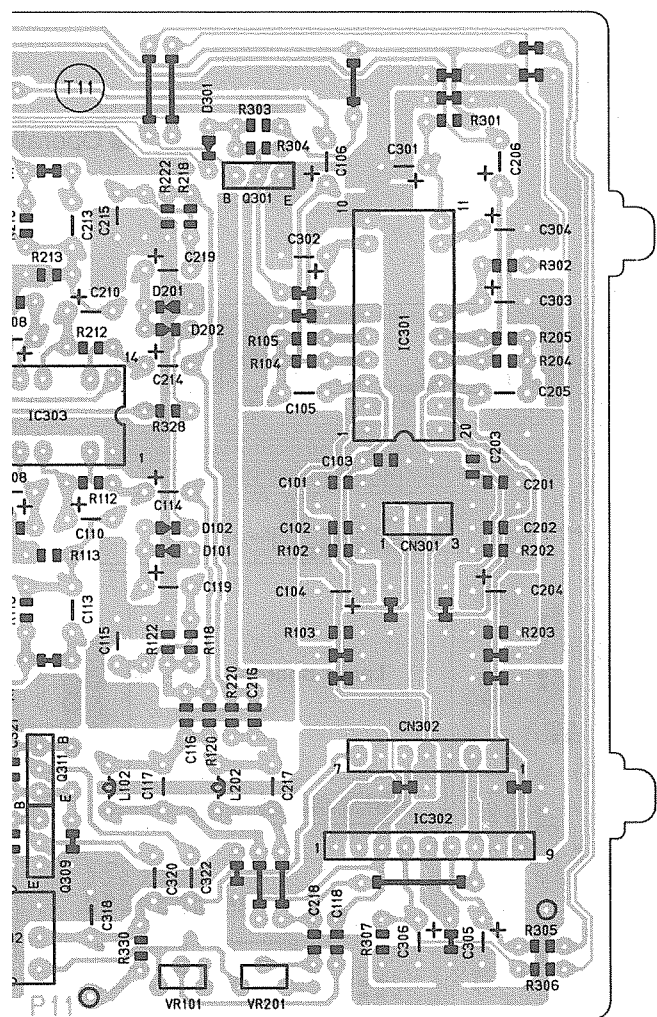 T11
D301
R303
R304
C106
C301
R301
C206
R222
R218
B Q301 E
10
11
C213
C215
C302
C304
R213
C219
R302
C210
D201
C303
D202
R212
14
R105
IC301
R205
R104
R204
C214
C105
C205
IC303
R328
1
20
C203
1
C103
C101
C201
R112
C114
C110
D102
C102
C202
1 CN301 3
R113
D101
R102
R202
C119
C104
C204
C113
C115
R122
R118
R103
R203
R220
C216
C116
R120
CN302
7
1
Q311
B
E
L102
C117
L202
C217
IC302
1
9
B
E
Q309
C320
C322
C318
R330
C218
C118
R307
C306
C305
R305
R306
P11
VR101
VR201